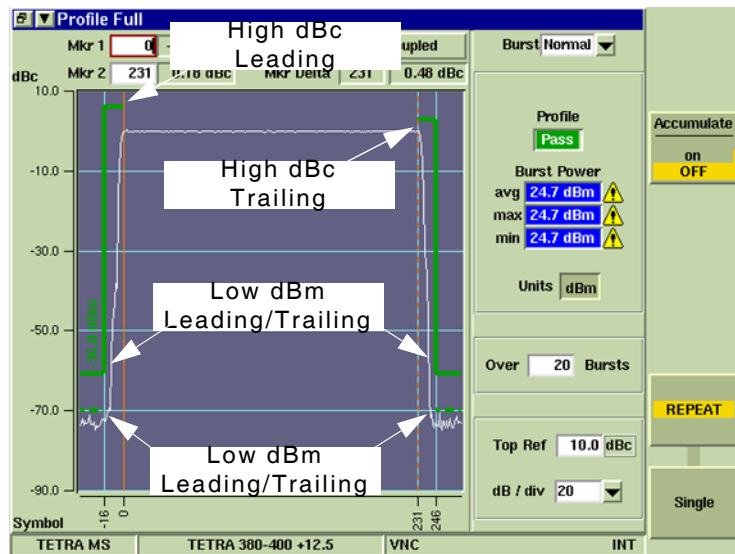 Profile Full
Mkr 1 0
High dBc
Leading
upled
Burst Normal
dBc
Mkr 2 231 0.18 dBc Mkr Delta 231 0.48 dBc
10.0
-10.0
-30.0
-50.0
-70.0
-90.0
High dBc
Trailing
Low dBm
Leading/Trailing
Low dBm
Leading/Trailing
Symbol
-16
0
231
246
Profile
Pass
Burst Power
avg 24.7 dBm
max 24.7 dBm
min 24.7 dBm
Units dBm
Over 20 Bursts
Top Ref 10.0 dBc
dB / div 20
Accumulate
on
OFF
REPEAT
Single
TETRA MS TETRA 380-400 +12.5 VNC INT